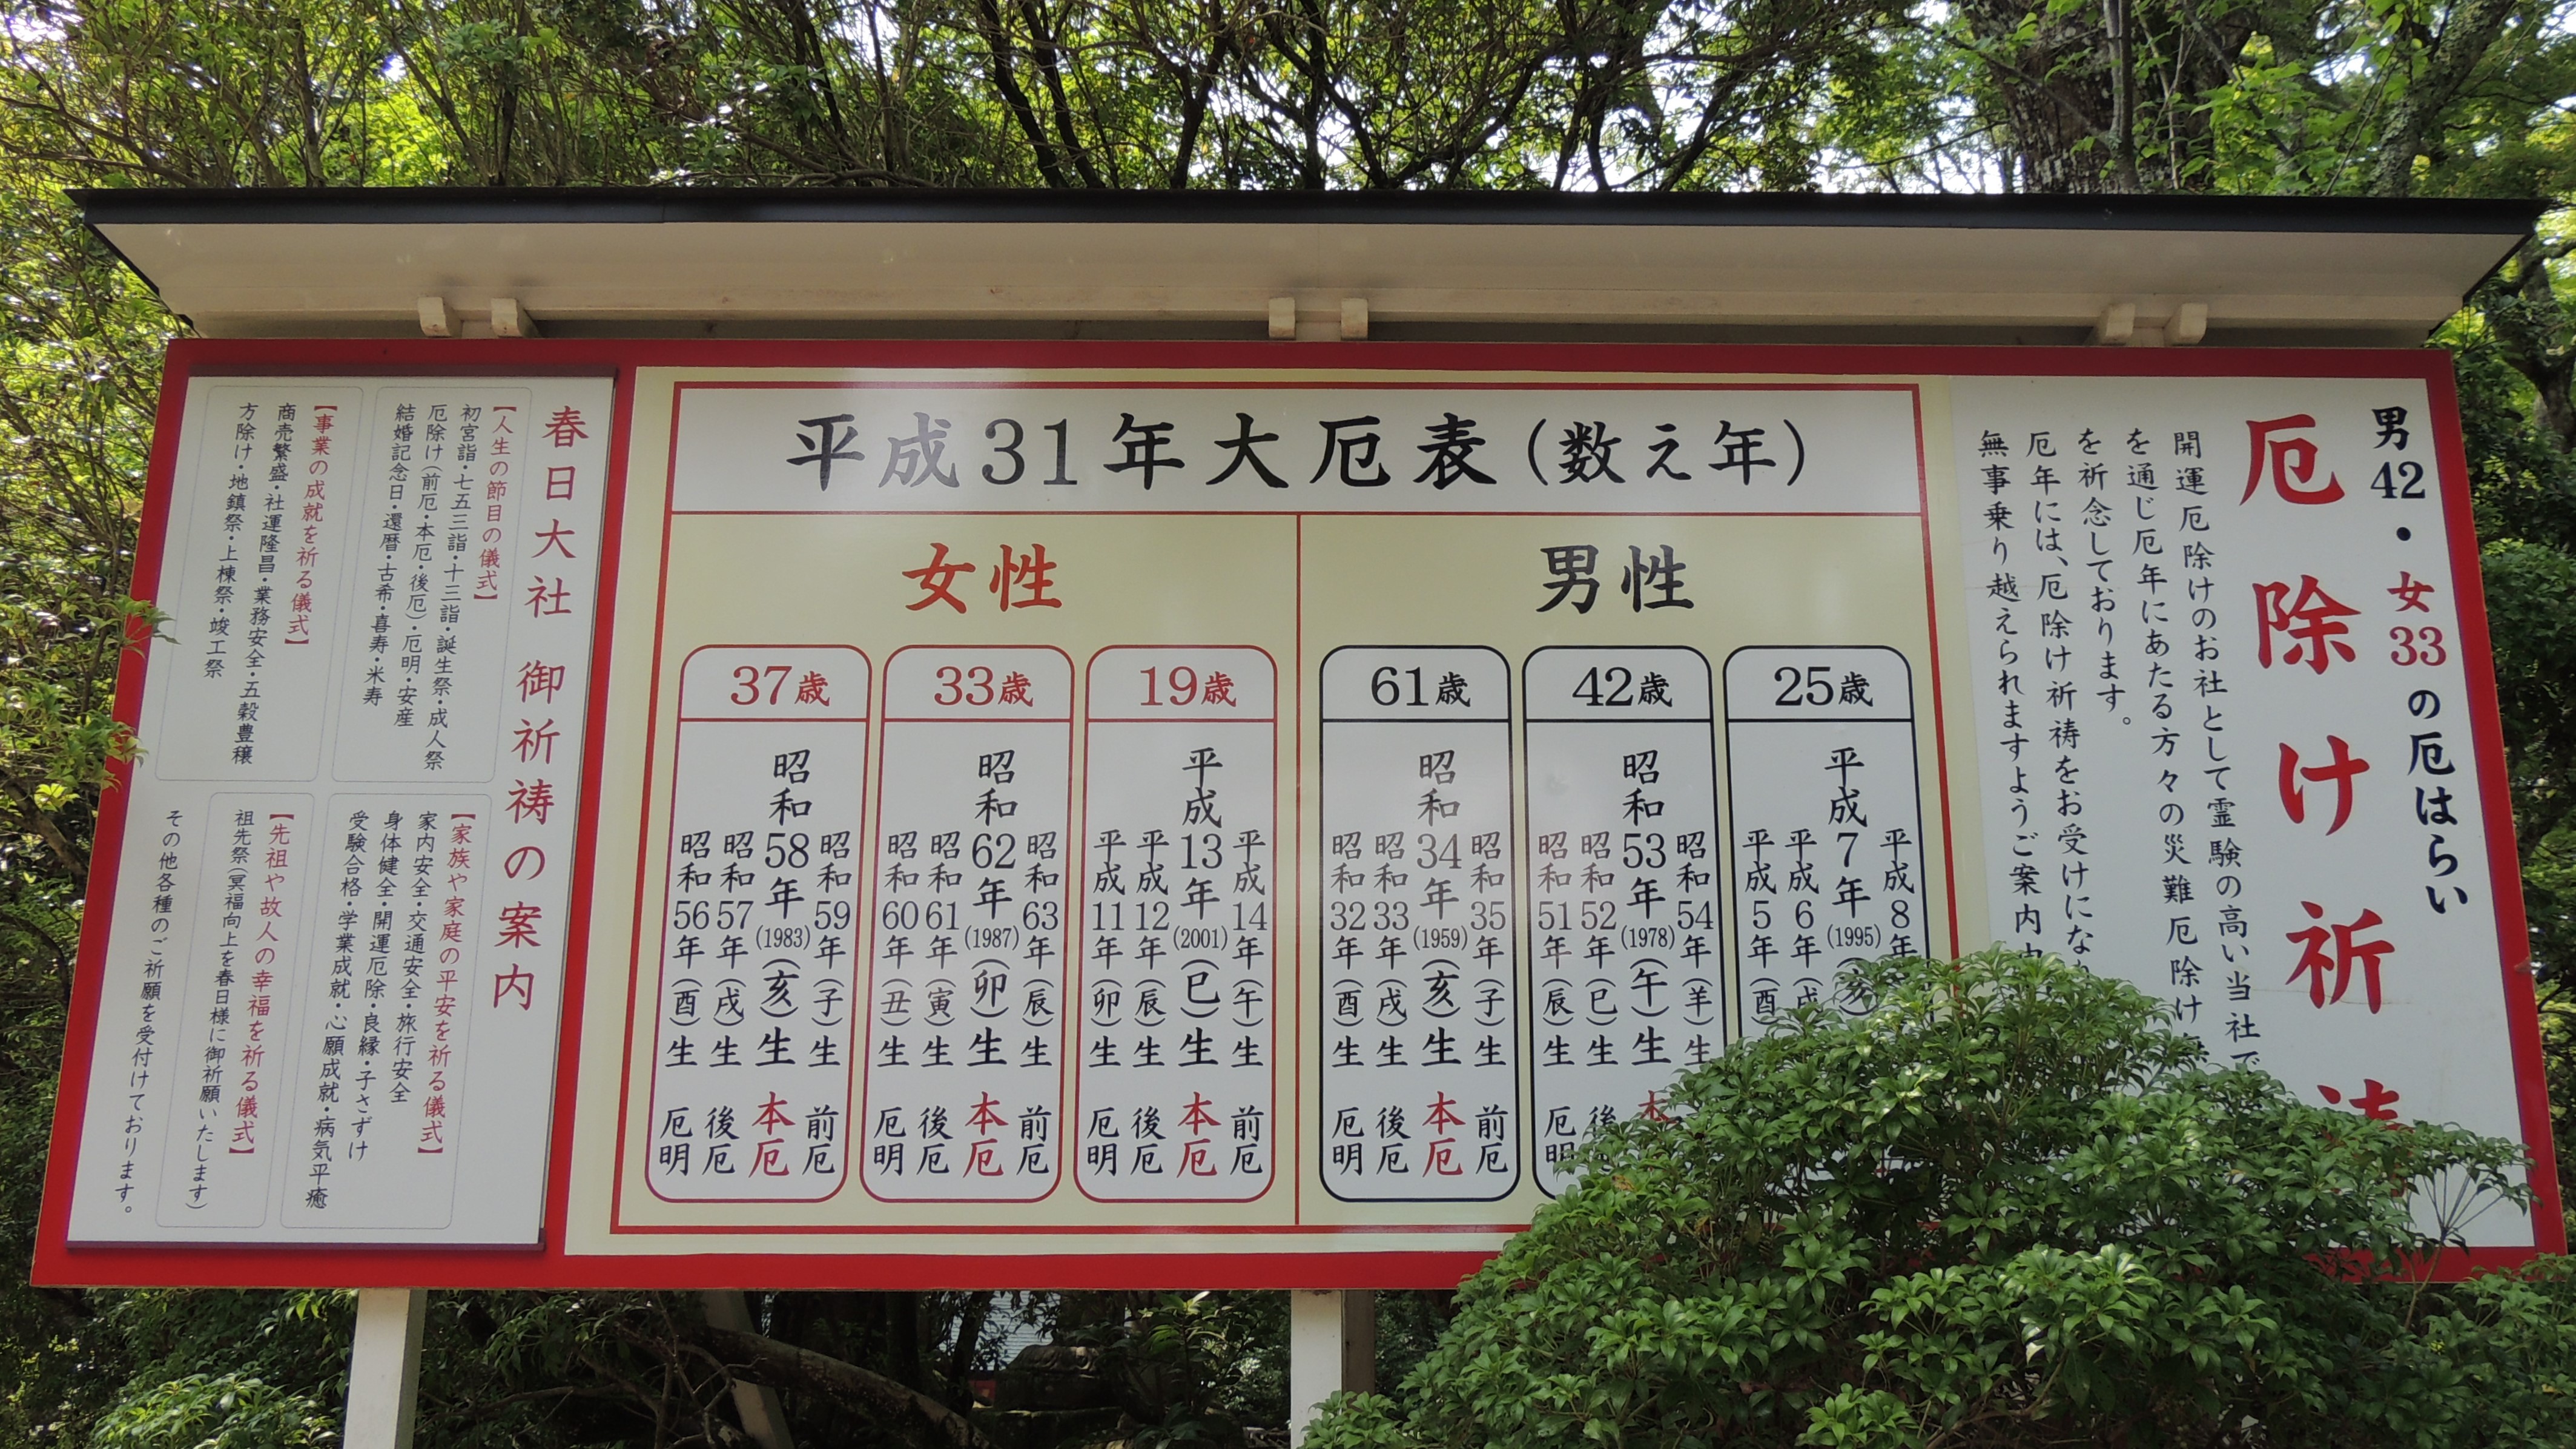 男42・女33の厄はらい
厄除け祈祷
開運厄除けのお社として霊験の高い当社で
を通じ厄年にあたる方々の災難厄除け無
を祈念しております。
厄年には、厄除け祈祷をお受けにな
無事乗り越えられますようご案内
平成31年大厄表(数え年)
男性
25歳
平成8年
平成7年(1995)(亥)
平成6年(戌
平成5年(酉
42歳
昭和54年(羊)生
昭和53年(1978)(午)生 本
昭和52年(巳)生 後
昭和51年(辰)生 厄明
61歳
昭和35年(子)生 前厄
昭和34年(1959)(亥)生 本厄
昭和33年(戌)生 後厄
昭和32年(酉)生 厄明
女性
19歳
平成14年(午)生 前厄
平成13年(2001)(巳)生 本厄
平成12年(辰)生 後厄
平成11年(卯)生 厄明
33歳
昭和63年(辰)生 前厄
昭和62年(1987)(卯)生 本厄
昭和61年(寅)生 後厄
昭和60年(丑)生 厄明
37歳
昭和59年(子)生 前厄
昭和58年(1983)(亥)生 本厄
昭和57年(戌)生 後厄
昭和56年(酉)生 厄明
春日大社 御祈祷の案内
【人生の節目の儀式】
初宮詣・七五三詣・十三詣・誕生祭・成人祭
厄除け(前厄・本厄・後厄)・厄明・安産
結婚記念日・還暦・古希・喜寿・米寿
【事業の成就を祈る儀式】
商売繁盛・社運隆昌・業務安全・五穀豊穣
方除け・地鎮祭・上棟祭・竣工祭
【家族や家庭の平安を祈る儀式】
家内安全・交通安全・旅行安全
身体健全・開運厄除・良縁・子さずけ
受験合格・学業成就・心願成就・病気平癒
【先祖や故人の幸福を祈る儀式】
祖先祭(冥福向上を春日様に御祈願いたします)
その他各種のご祈願を受付けております。